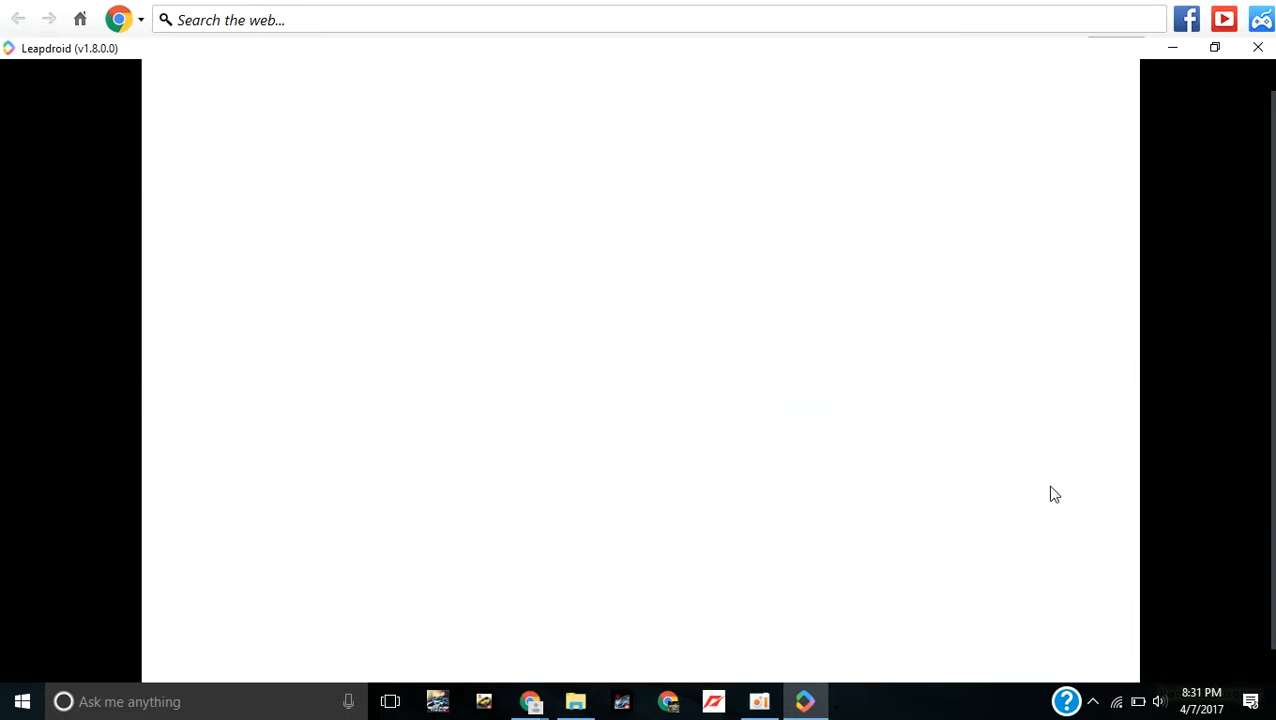 Search the web...
Leapdroid (v1.8.0.0)
Ask me anything
8:31 PM
4/7/2017